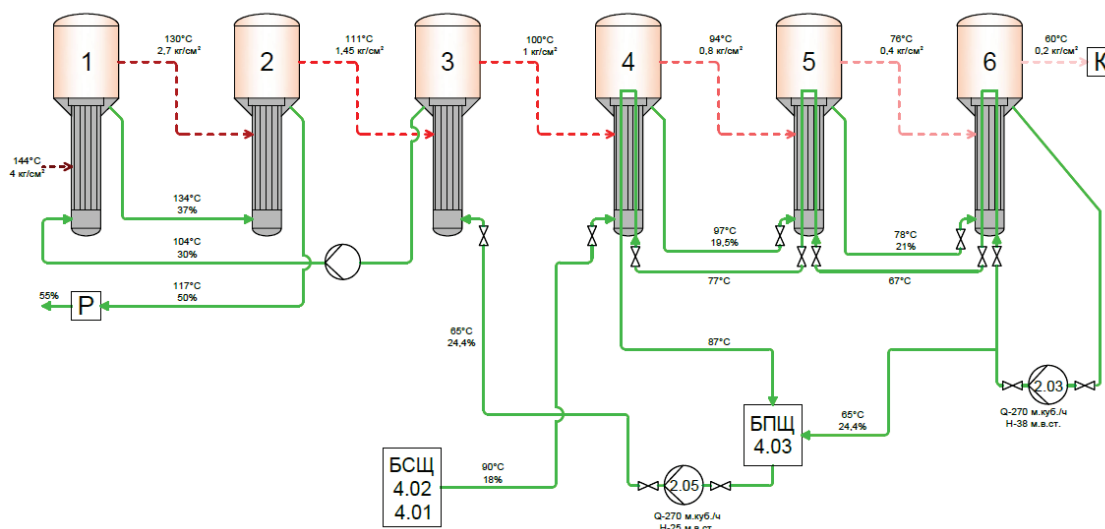 1
2
3
4
5
6
130°C
2,7 кг/см²
111°C
1,45 кг/см²
100°C
1 кг/см²
94°C
0,8 кг/см²
76°C
0,4 кг/см²
60°C
0,2 кг/см²
К
144°C
4 кг/см²
134°C
37%
104°C
30%
97°C
19,5%
78°C
21%
77°C
67°C
55%
Р
117°C
50%
65°C
24,4%
87°C
2.03
Q-270 м.куб./ч
Н-38 м.в.ст.
БПЩ
4.03
65°C
24,4%
БСЩ
4.02
4.01
90°C
18%
2.05
Q-270 м.куб./ч
Н-25 м.в.ст.